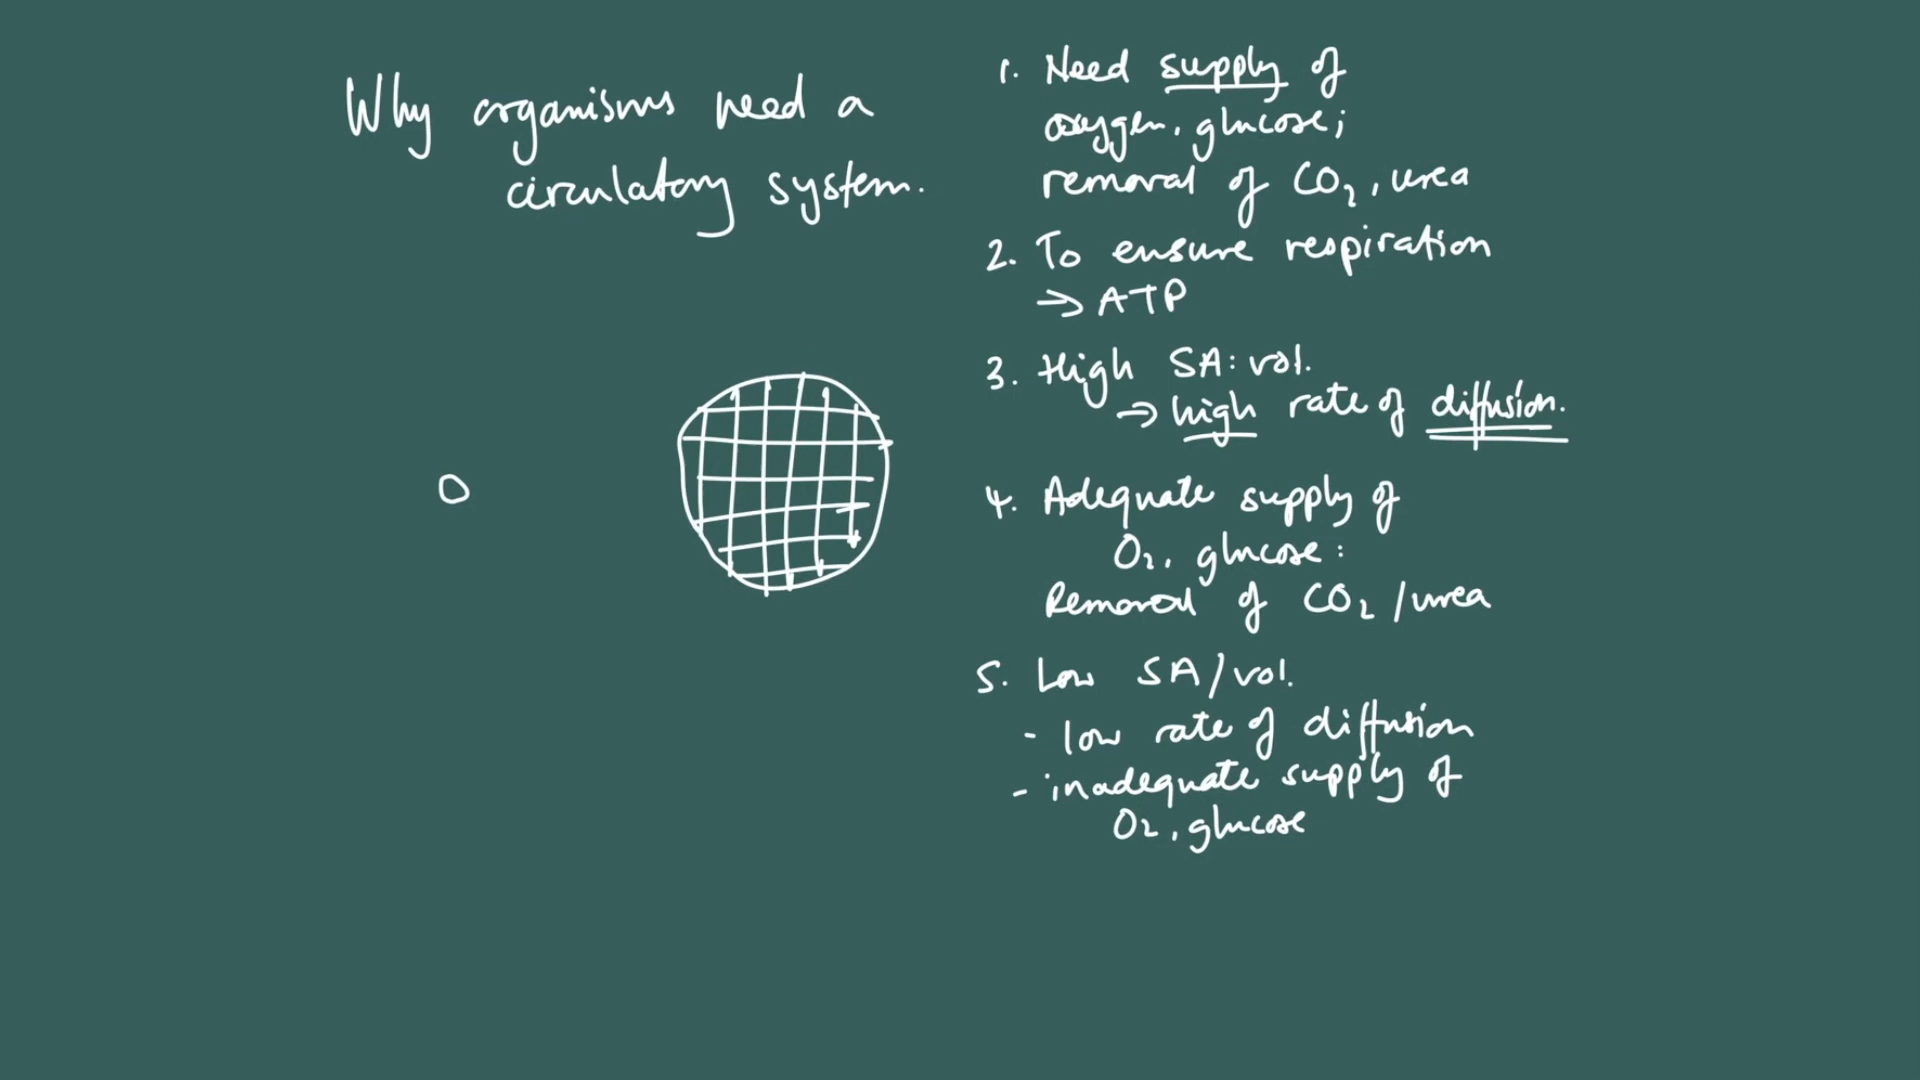 Why organisms need a
circulatory system.
1. Need supply of
oxygen, glucose;
removal of CO₂, urea
2. To ensure respiration
→ ATP
3. High SA: vol.
→ high rate of diffusion.
4. Adequate supply of
O₂, glucose:
Removal of CO₂ /urea
5. Low SA/vol.
- low rate of diffusion
- inadequate supply of
O₂, glucose